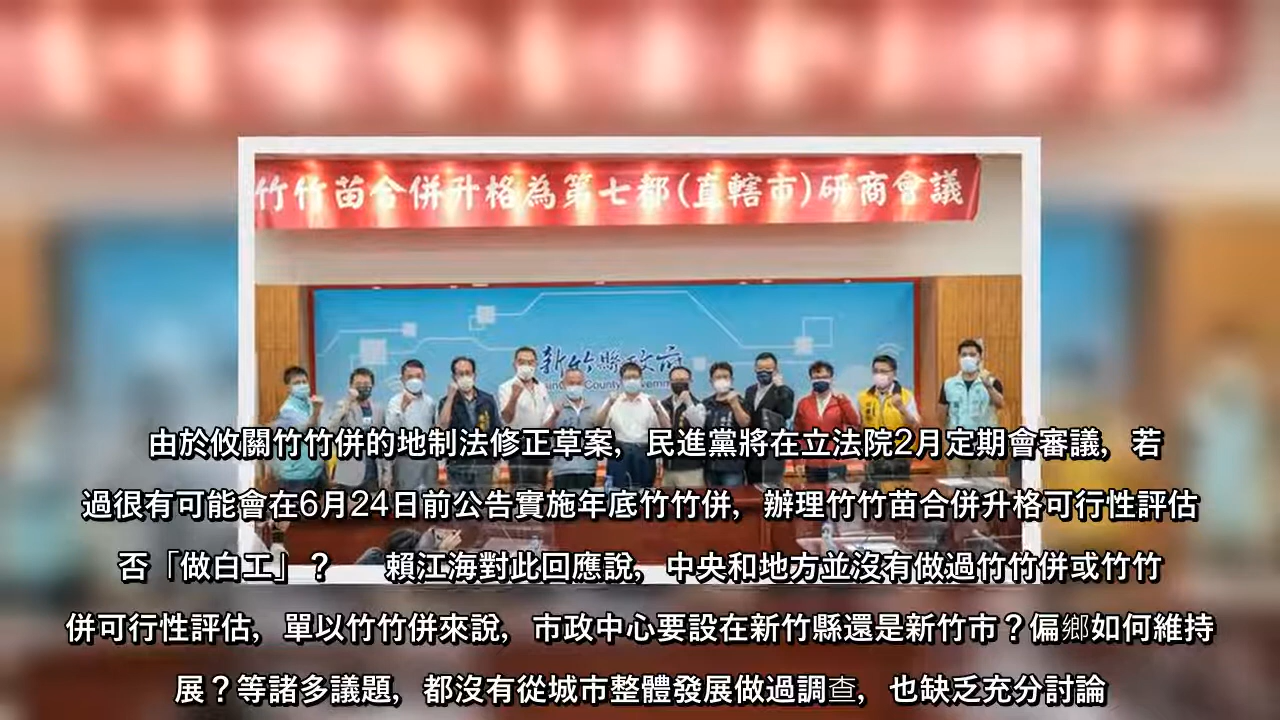 竹竹苗合併升格為第七都(直轄市)研商會議
新竹縣政府
由於攸關竹竹併的地制法修正草案，民進黨將在立法院2月定期會審議，若
過很有可能會在6月24日前公告實施年底竹竹併，辦理竹竹苗合併升格可行性評估
否「做白工」？ 賴江海對此回應說，中央和地方並沒有做過竹竹併或竹竹
併可行性評估，單以竹竹併來說，市政中心要設在新竹縣還是新竹市？偏鄉如何維持
展？等諸多議題，都沒有從城市整體發展做過調查，也缺乏充分討論